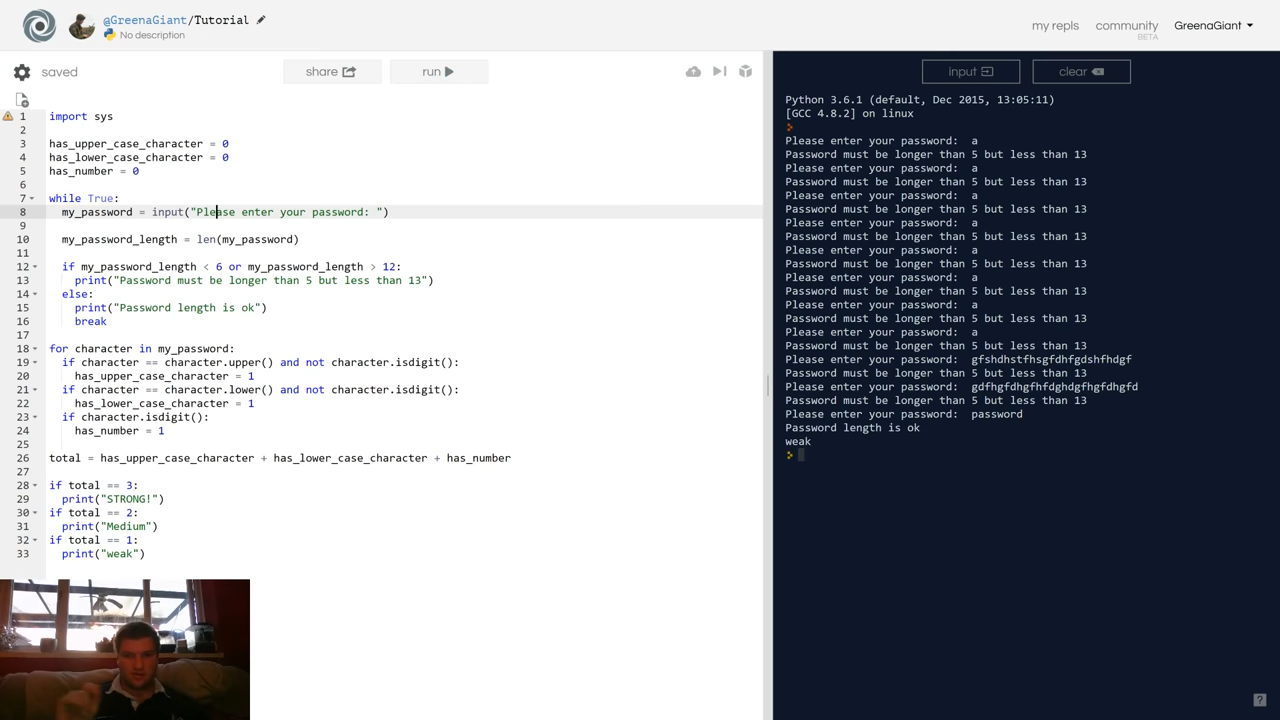 @GreenaGiant/Tutorial
No description
my repls
community
BETA
GreenaGiant
saved
share
run
input
clear
1 import sys
2
3 has_upper_case_character = 0
4 has_lower_case_character = 0
5 has_number = 0
6
7 while True:
8 my_password = input("Please enter your password: ")
9
10 my_password_length = len(my_password)
11
12 if my_password_length < 6 or my_password_length > 12:
13 print("Password must be longer than 5 but less than 13")
14 else:
15 print("Password length is ok")
16 break
17
18 for character in my_password:
19 if character == character.upper() and not character.isdigit():
20 has_upper_case_character = 1
21 if character == character.lower() and not character.isdigit():
22 has_lower_case_character = 1
23 if character.isdigit():
24 has_number = 1
25
26 total = has_upper_case_character + has_lower_case_character + has_number
27
28 if total == 3:
29 print("STRONG!")
30 if total == 2:
31 print("Medium")
32 if total == 1:
33 print("weak")
Python 3.6.1 (default, Dec 2015, 13:05:11)
[GCC 4.8.2] on linux
Please enter your password: a
Password must be longer than 5 but less than 13
Please enter your password: a
Password must be longer than 5 but less than 13
Please enter your password: a
Password must be longer than 5 but less than 13
Please enter your password: a
Password must be longer than 5 but less than 13
Please enter your password: a
Password must be longer than 5 but less than 13
Please enter your password: a
Password must be longer than 5 but less than 13
Please enter your password: a
Password must be longer than 5 but less than 13
Please enter your password: a
Password must be longer than 5 but less than 13
Please enter your password: gfshdhstfhsgfdhfgdshfhdgf
Password must be longer than 5 but less than 13
Please enter your password: gdfhgfdhgfhfdghdgfhgfdhgfd
Password must be longer than 5 but less than 13
Please enter your password: password
Password length is ok
weak
?